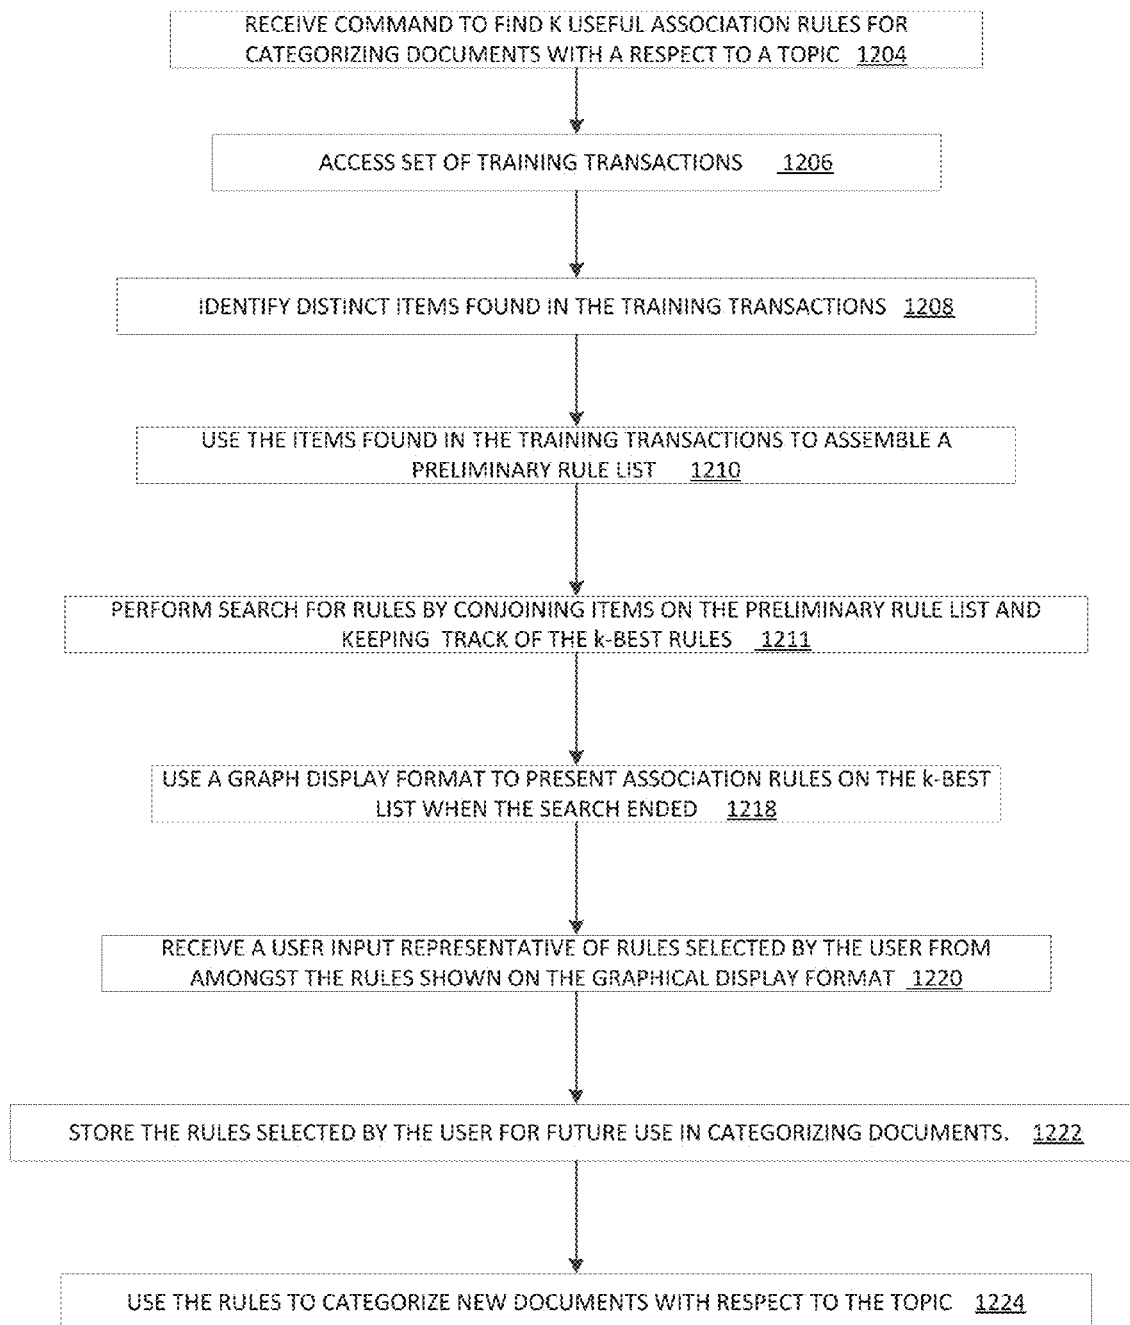 RECEIVE COMMAND TO FIND K USEFUL ASSOCIATION RULES FOR
CATEGORIZING DOCUMENTS WITH A RESPECT TO A TOPIC 1204
ACCESS SET OF TRAINING TRANSACTIONS 1206
IDENTIFY DISTINCT ITEMS FOUND IN THE TRAINING TRANSACTIONS 1208
USE THE ITEMS FOUND IN THE TRAINING TRANSACTIONS TO ASSEMBLE A
PRELIMINARY RULE LIST 1210
PERFORM SEARCH FOR RULES BY CONJOINING ITEMS ON THE PRELIMINARY RULE LIST AND
KEEPING TRACK OF THE k-BEST RULES 1211
USE A GRAPH DISPLAY FORMAT TO PRESENT ASSOCIATION RULES ON THE k-BEST
LIST WHEN THE SEARCH ENDED 1218
RECEIVE A USER INPUT REPRESENTATIVE OF RULES SELECTED BY THE USER FROM
AMONGST THE RULES SHOWN ON THE GRAPHICAL DISPLAY FORMAT 1220
STORE THE RULES SELECTED BY THE USER FOR FUTURE USE IN CATEGORIZING DOCUMENTS. 1222
USE THE RULES TO CATEGORIZE NEW DOCUMENTS WITH RESPECT TO THE TOPIC 1224